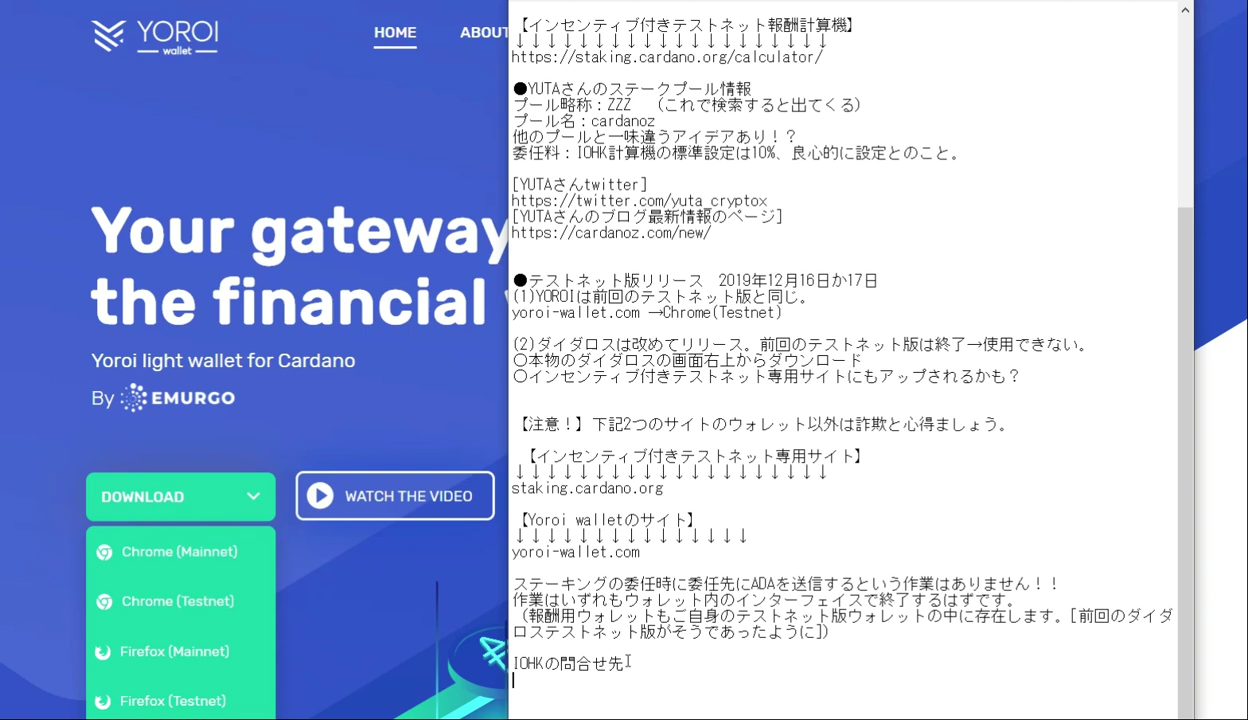 YOROI
wallet
HOME
ABOU
Your gateway
the financial
Yoroi light wallet for Cardano
By EMURGO
DOWNLOAD
WATCH THE VIDEO
Chrome (Mainnet)
Chrome (Testnet)
Firefox (Mainnet)
Firefox (Testnet)
【インセンティブ付きテストネット報酬計算機】
↓↓↓↓↓↓↓↓↓↓↓↓↓↓↓↓↓↓↓↓
https://staking.cardano.org/calculator/
●YUTAさんのステークプール情報
プール略称：ZZZ （これで検索すると出てくる）
プール名：cardanoz
他のプールと一味違うアイデアあり！？
委任料：IOHK計算機の標準設定は10%、良心的に設定とのこと。
[YUTAさんtwitter]
https://twitter.com/yuta_cryptox
[YUTAさんのブログ最新情報のページ]
https://cardanoz.com/new/
●テストネット版リリース 2019年12月16日か17日
(1)YOROIは前回のテストネット版と同じ。
yoroi-wallet.com →Chrome(Testnet)
(2)ダイダロスは改めてリリース。前回のテストネット版は終了→使用できない。
○本物のダイダロスの画面右上からダウンロード
○インセンティブ付きテストネット専用サイトにもアップされるかも？
【注意！】下記2つのサイトのウォレット以外は詐欺と心得ましょう。
【インセンティブ付きテストネット専用サイト】
↓↓↓↓↓↓↓↓↓↓↓↓↓↓↓↓↓↓↓↓
staking.cardano.org
【Yoroi walletのサイト】
↓↓↓↓↓↓↓↓↓↓↓↓↓↓↓
yoroi-wallet.com
ステーキングの委任時に委任先にADAを送信するという作業はありません！！
作業はいずれもウォレット内のインターフェイスで終了するはずです。
（報酬用ウォレットもご自身のテストネット版ウォレットの中に存在します。[前回のダイダ
ロステストネット版がそうであったように]）
IOHKの問合せ先